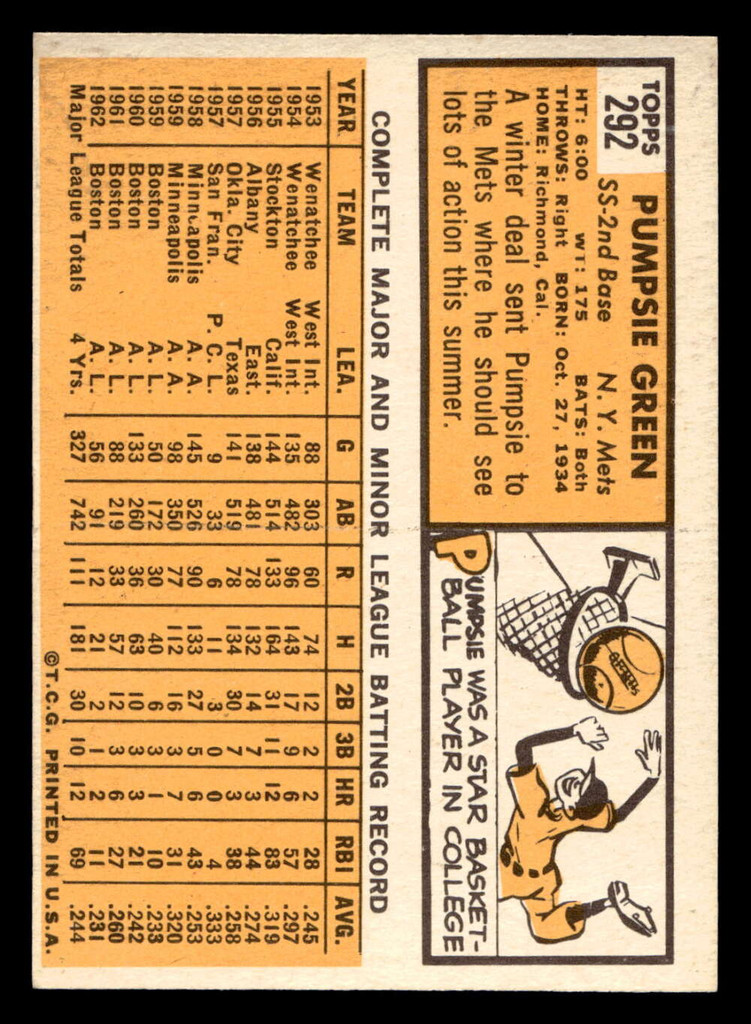 TOPPS
292
PUMPSIE GREEN
SS-2nd Base N. Y. Mets
HT: 6:00 WT: 175 BATS: Both
THROWS: Right BORN: Oct. 27, 1934
HOME: Richmond, Cal.
A winter deal sent Pumpsie to
the Mets where he should see
lots of action this summer.
PUMPSIE WAS A STAR BASKET-
BALL PLAYER IN COLLEGE
COMPLETE MAJOR AND MINOR LEAGUE BATTING RECORD
YEAR TEAM LEA. G AB R H 2B 3B HR RBI AVG.
1953 Wenatchee West Int. 88 303 60 74 12 2 2 28 .245
1954 Wenatchee West Int. 135 482 96 143 17 9 6 57 .297
1955 Stockton Calif. 144 514 133 164 31 11 12 83 .319
1956 Albany East. 138 481 78 132 14 7 3 44 .274
1957 Okla. City Texas 141 519 78 134 30 7 3 38 .258
1957 San Fran. P. C. L. 9 33 6 11 3 0 0 4 .333
1958 Minneapolis A. A. 145 526 90 133 27 5 6 43 .253
1959 Minneapolis A. A. 98 350 77 112 16 3 7 31 .320
1959 Boston A. L. 50 172 30 40 6 3 1 10 .233
1960 Boston A. L. 133 260 36 63 10 3 3 21 .242
1961 Boston A. L. 88 219 33 57 12 3 6 27 .260
1962 Boston A. L. 56 91 12 21 2 1 2 11 .231
Major League Totals 4 Yrs. 327 742 111 181 30 10 12 69 .244
©T.C.G. PRINTED IN U.S.A.